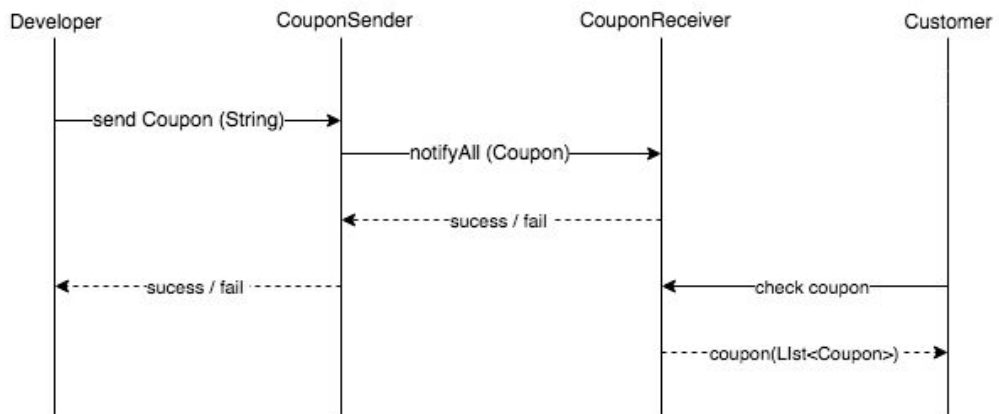 Developer
CouponSender
CouponReceiver
Customer
send Coupon (String)
notifyAll (Coupon)
sucess / fail
sucess / fail
check coupon
coupon(LIst<Coupon>)